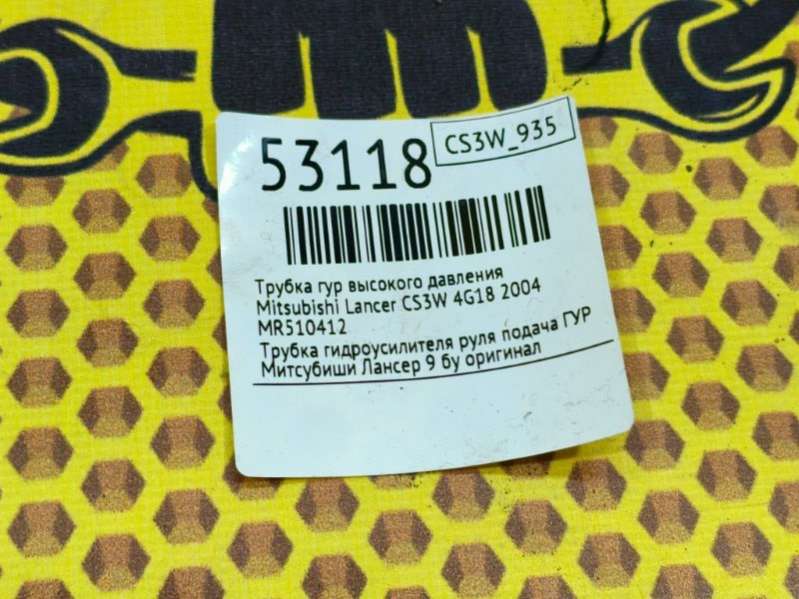 53118
CS3W_935
Трубка гур высокого давления
Mitsubishi Lancer CS3W 4G18 2004
MR510412
Трубка гидроусилителя руля подача ГУР
Митсубиши Лансер 9 бу оригинал